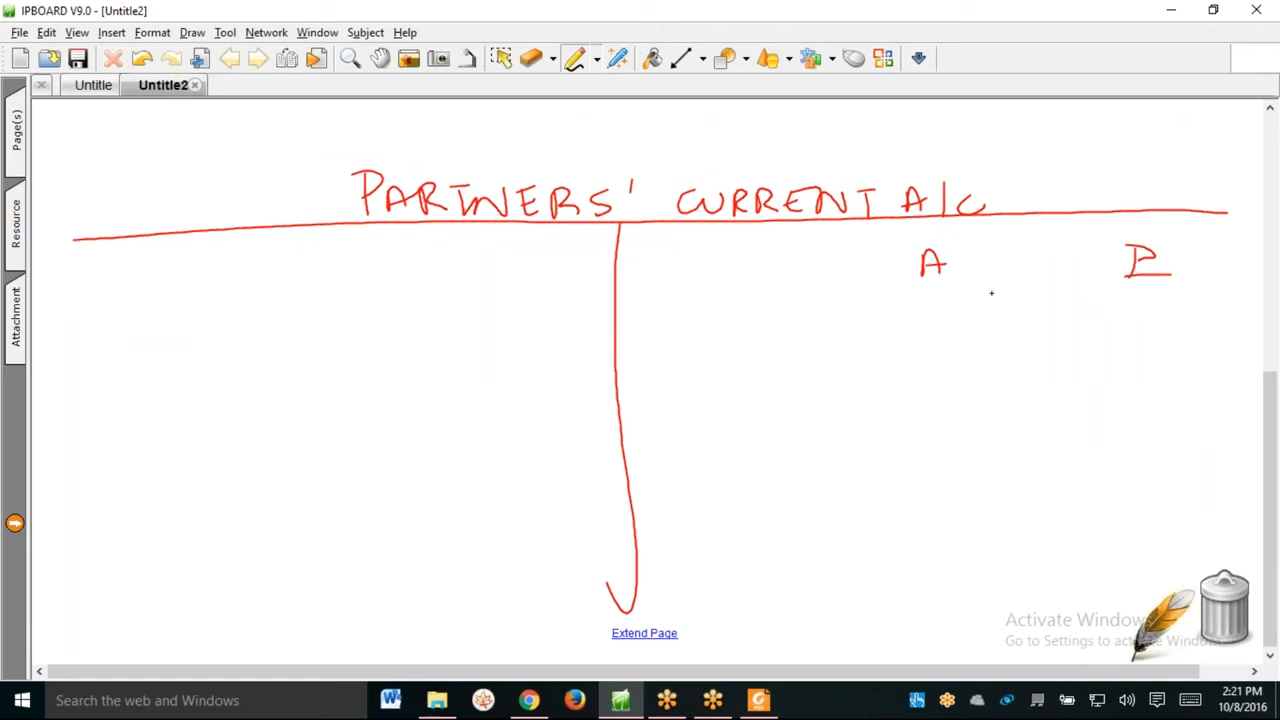 IPBOARD V9.0 - [Untitle2]
File Edit View Insert Format Draw Tool Network Window Subject Help
Untitle Untitle2
Page(s)
Resource
Attachment
PARTNERS' CURRENT A/C
A
Extend Page
Activate Windows
Go to Settings to activate Windows
Search the web and Windows
2:21 PM
10/8/2016